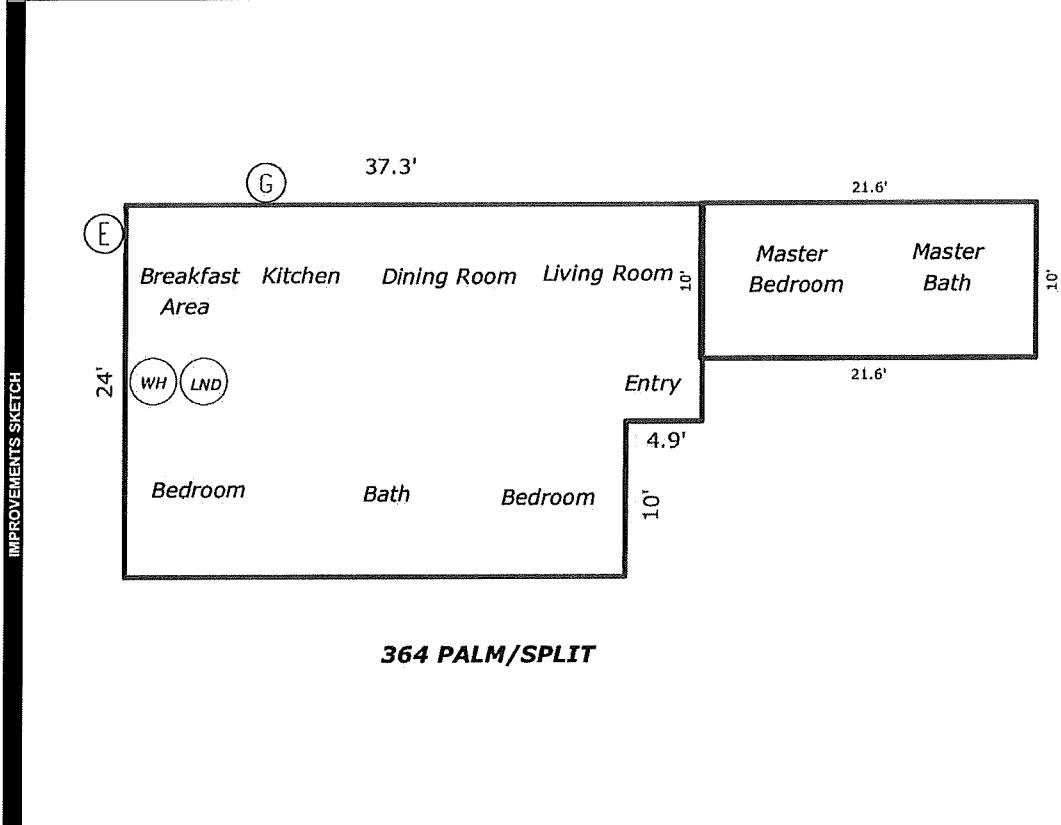 IMPROVEMENTS SKETCH
37.3'
G
21.6'
E
Breakfast
Area
Kitchen
Dining Room
Living Room
10'
Master
Bedroom
Master
Bath
10'
24'
WH
LND
Entry
21.6'
4.9'
Bedroom
Bath
Bedroom
10'
364 PALM/SPLIT